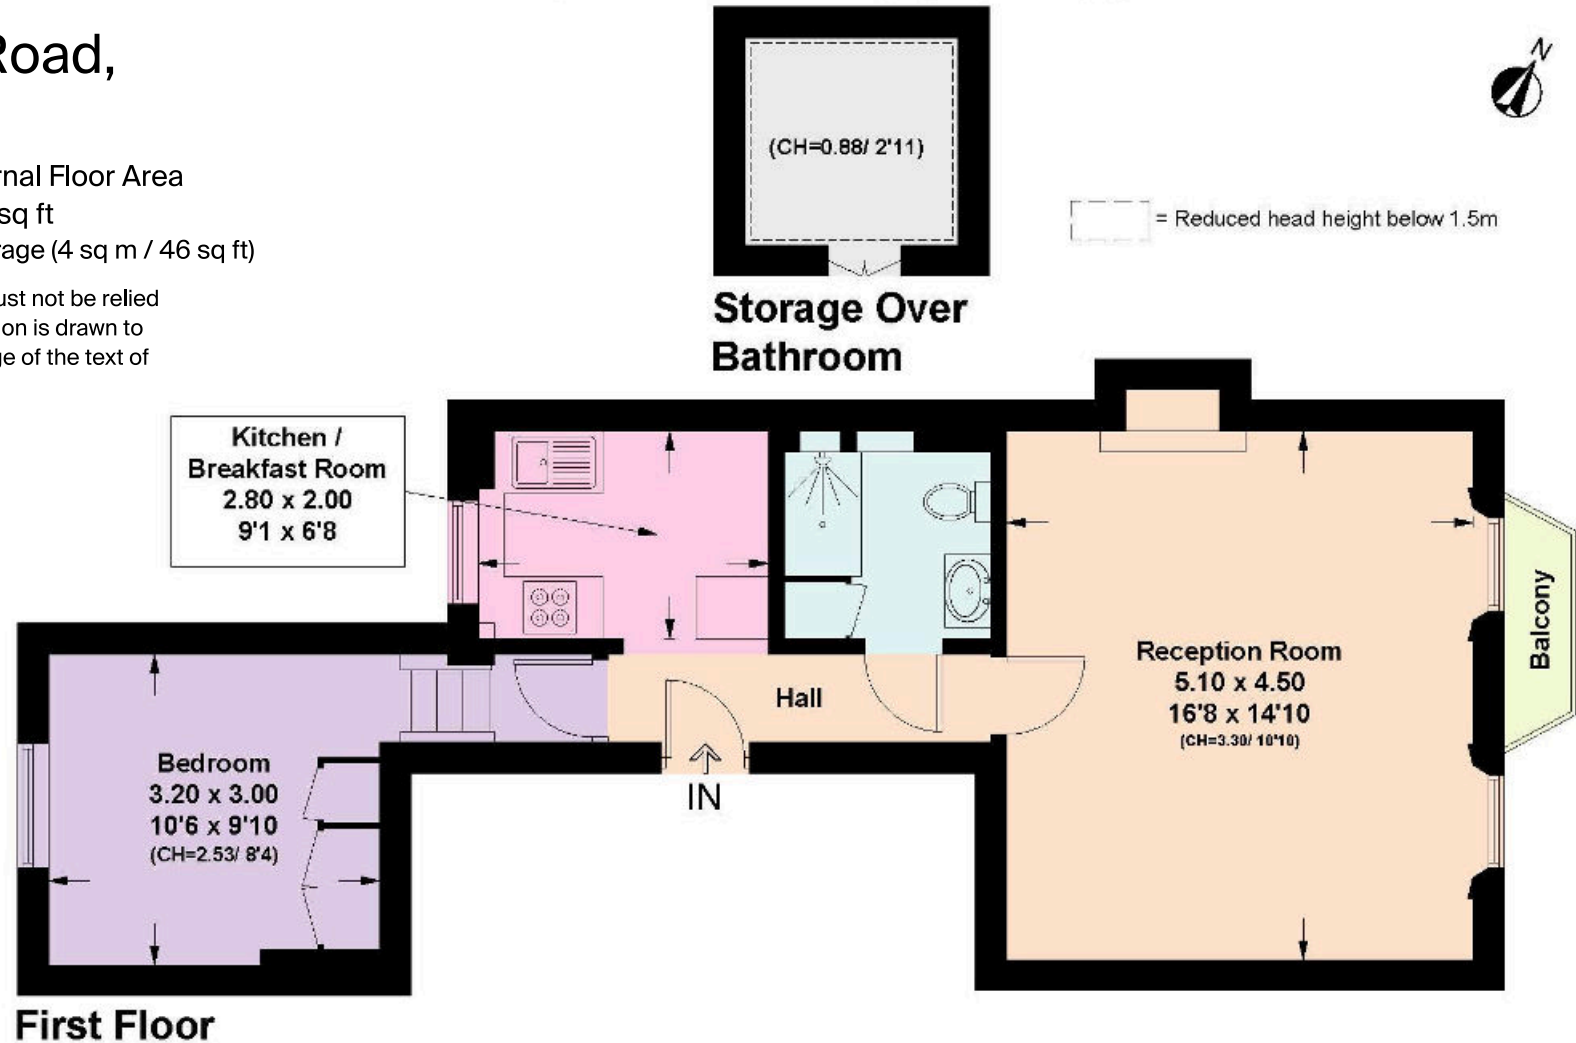 Road,
rnal Floor Area
sq ft
rage (4 sq m / 46 sq ft)
ust not be relied
on is drawn to
ge of the text of
(CH=0.88/ 2'11)
N
= Reduced head height below 1.5m
Storage Over
Bathroom
Kitchen /
Breakfast Room
2.80 x 2.00
9'1 x 6'8
Hall
IN
Reception Room
5.10 x 4.50
16'8 x 14'10
(CH=3.30/ 10'10)
Balcony
Bedroom
3.20 x 3.00
10'6 x 9'10
(CH=2.53/ 8'4)
First Floor